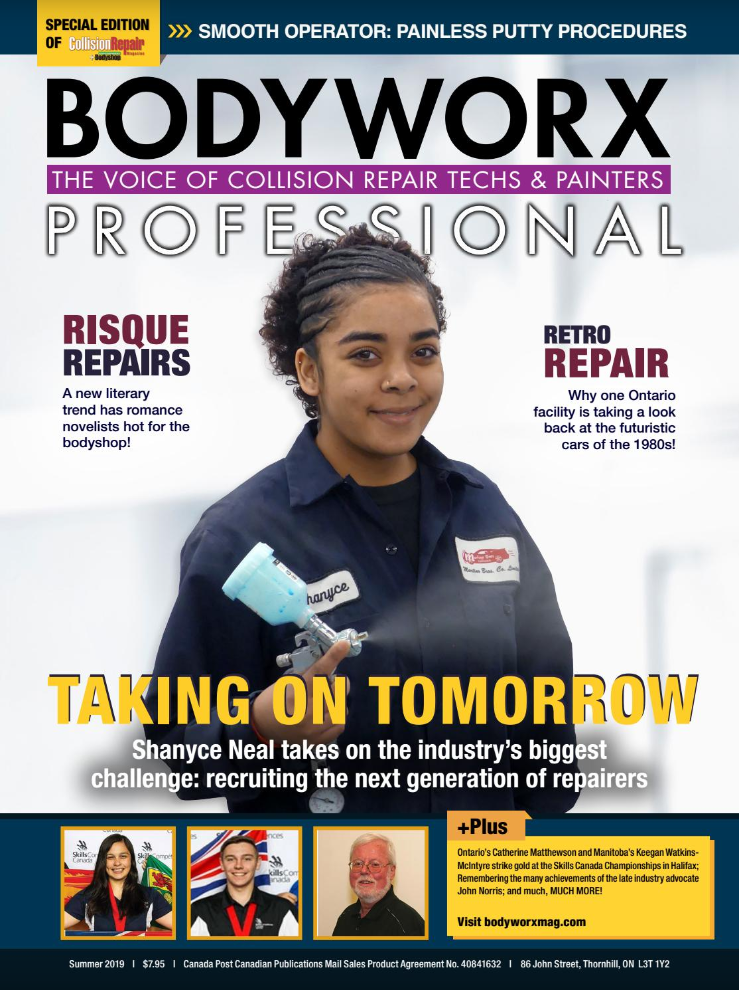 SPECIAL EDITION
OF CollisionRepair
Magazine
Bodyshop
>>> SMOOTH OPERATOR: PAINLESS PUTTY PROCEDURES
BODYWORX
THE VOICE OF COLLISION REPAIR TECHS & PAINTERS
PROFESSIONAL
RISQUE
REPAIRS
A new literary
trend has romance
novelists hot for the
bodyshop!
RETRO
REPAIR
Why one Ontario
facility is taking a look
back at the futuristic
cars of the 1980s!
hanyce
TAKING ON TOMORROW
Shanyce Neal takes on the industry's biggest
challenge: recruiting the next generation of repairers
+Plus
Ontario's Catherine Matthewson and Manitoba's Keegan Watkins-
McIntyre strike gold at the Skills Canada Championships in Halifax;
Remembering the many achievements of the late industry advocate
John Norris; and much, MUCH MORE!
Visit bodyworxmag.com
Summer 2019 I $7.95 I Canada Post Canadian Publications Mail Sales Product Agreement No. 40841632 I 86 John Street, Thornhill, ON L3T 1Y2